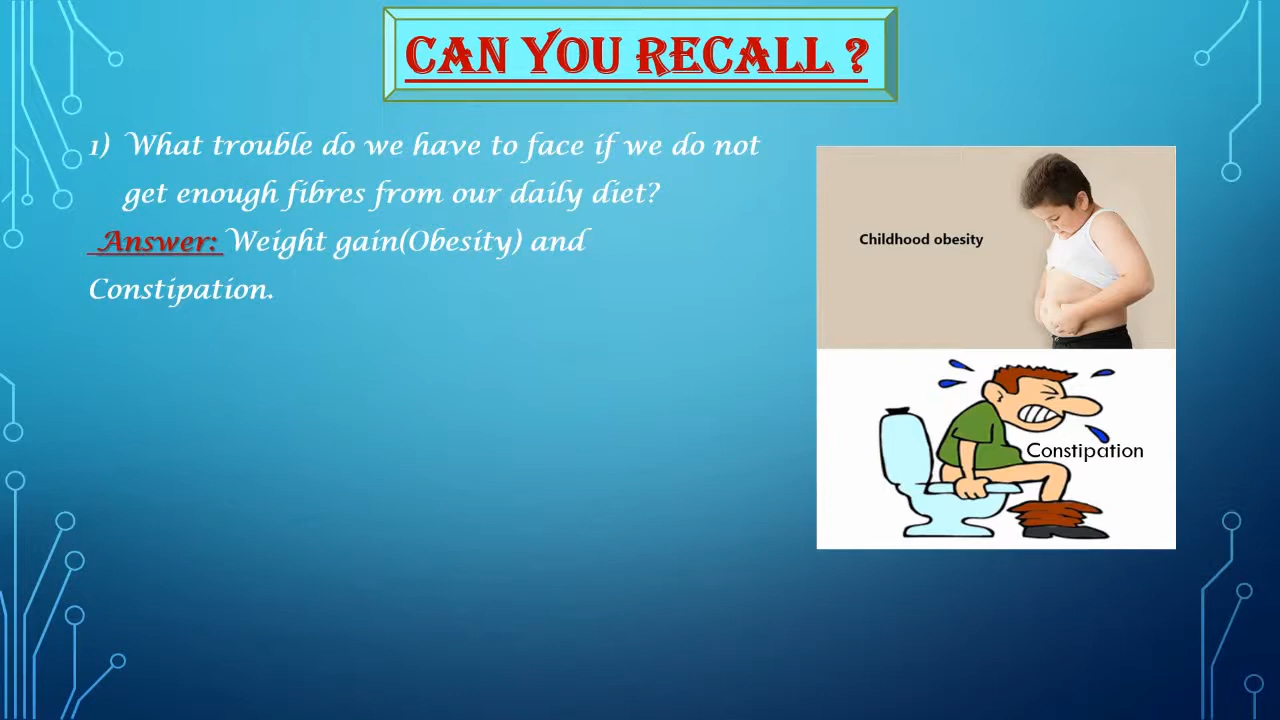 CAN YOU RECALL ?
1) What trouble do we have to face if we do not
get enough fibres from our daily diet?
Answer: Weight gain(Obesity) and
Constipation.
Childhood obesity
Constipation